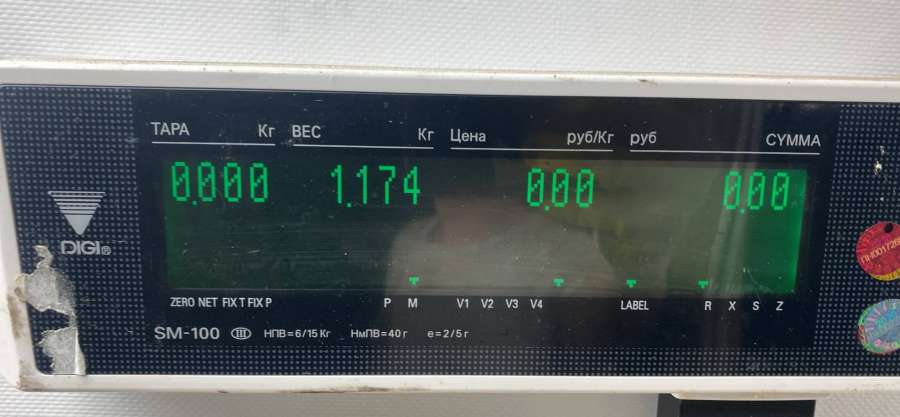 ТАРА Кг ВЕС Кг Цена руб/Кг руб СУММА
0.000 1.174 0.00 0.00
DIGI®
ZERO NET FIX T FIX P P M V1 V2 V3 V4 LABEL R X S Z
SM-100 III НПВ=6/15 Кг НмПВ=40 г e=2/5 г